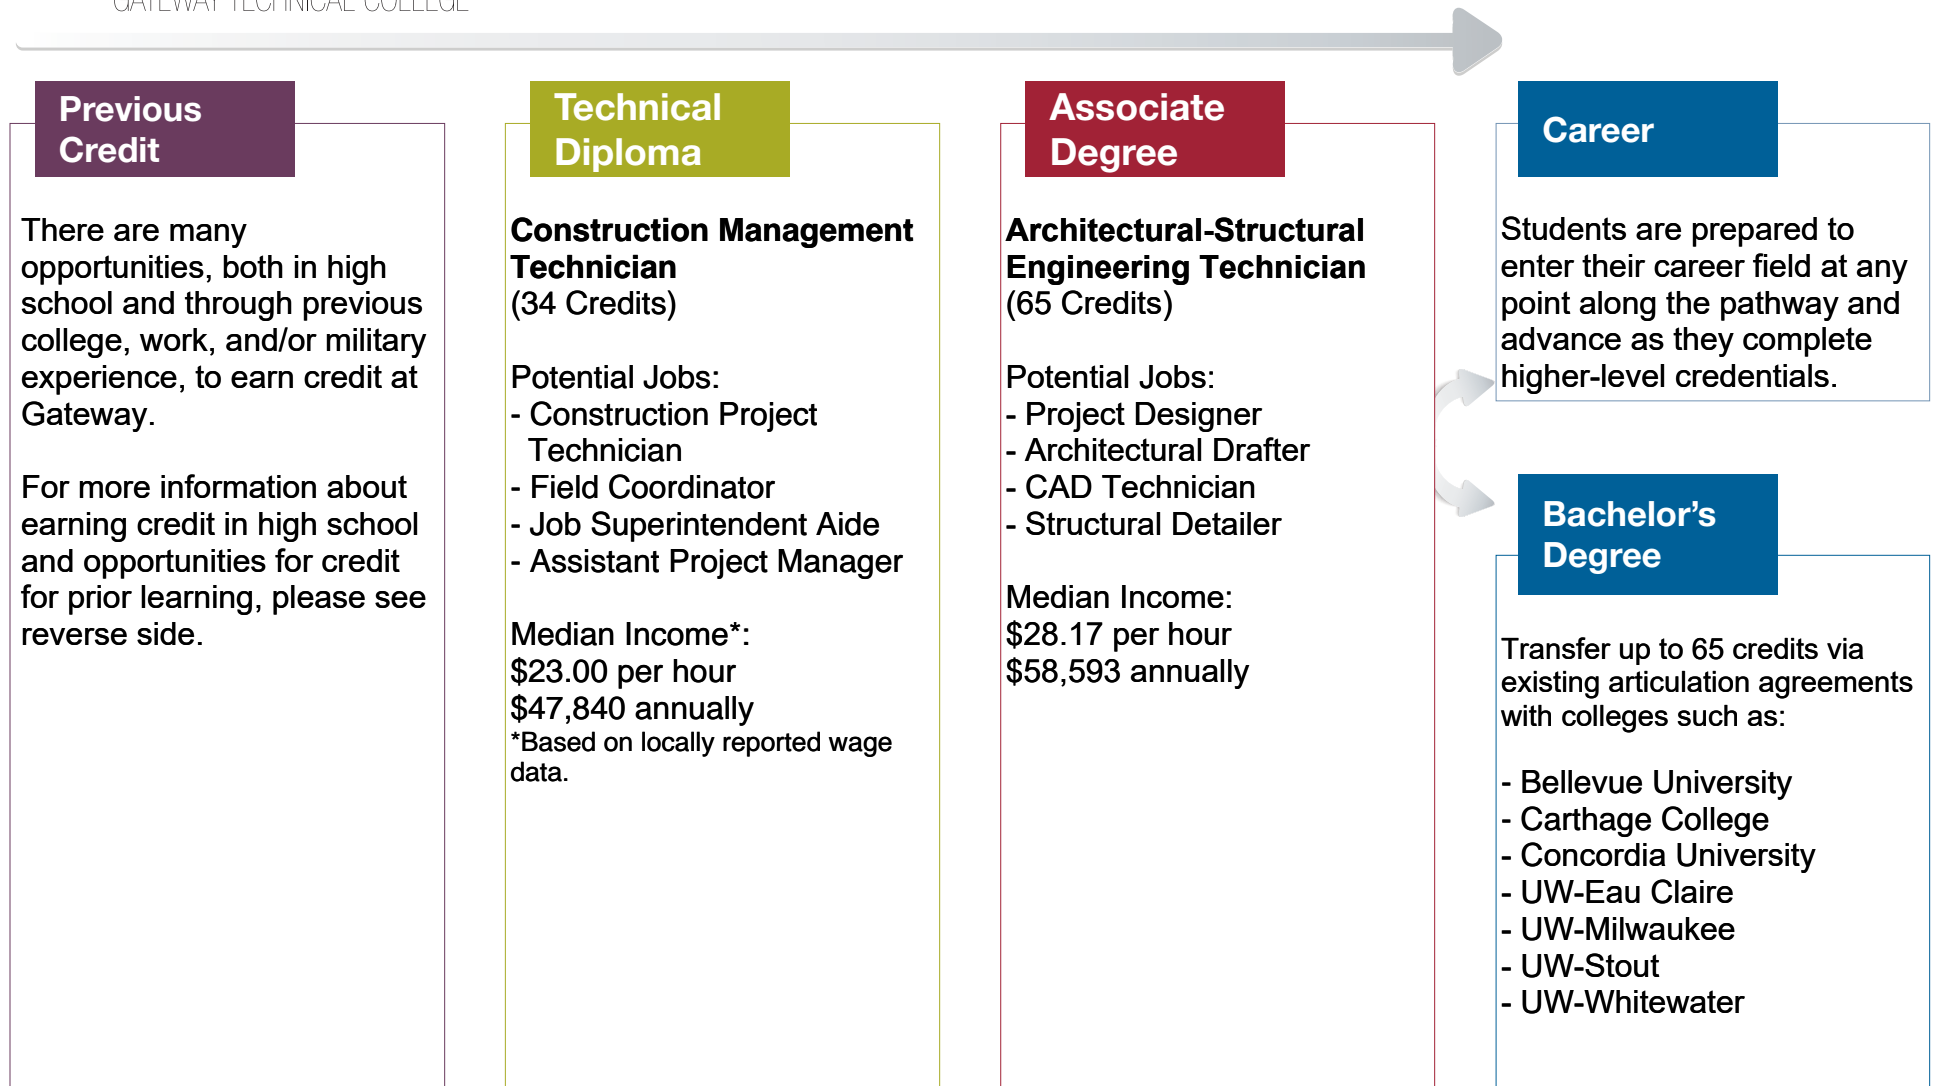 GATEWAY TECHNICAL COLLEGE
Previous
Credit
There are many
opportunities, both in high
school and through previous
college, work, and/or military
experience, to earn credit at
Gateway.
For more information about
earning credit in high school
and opportunities for credit
for prior learning, please see
reverse side.
Technical
Diploma
Construction Management
Technician
(34 Credits)
Potential Jobs:
- Construction Project
Technician
- Field Coordinator
- Job Superintendent Aide
- Assistant Project Manager
Median Income*:
$23.00 per hour
$47,840 annually
*Based on locally reported wage
data.
Associate
Degree
Architectural-Structural
Engineering Technician
(65 Credits)
Potential Jobs:
- Project Designer
- Architectural Drafter
- CAD Technician
- Structural Detailer
Median Income:
$28.17 per hour
$58,593 annually
Career
Students are prepared to
enter their career field at any
point along the pathway and
advance as they complete
higher-level credentials.
Bachelor's
Degree
Transfer up to 65 credits via
existing articulation agreements
with colleges such as:
- Bellevue University
- Carthage College
- Concordia University
- UW-Eau Claire
- UW-Milwaukee
- UW-Stout
- UW-Whitewater